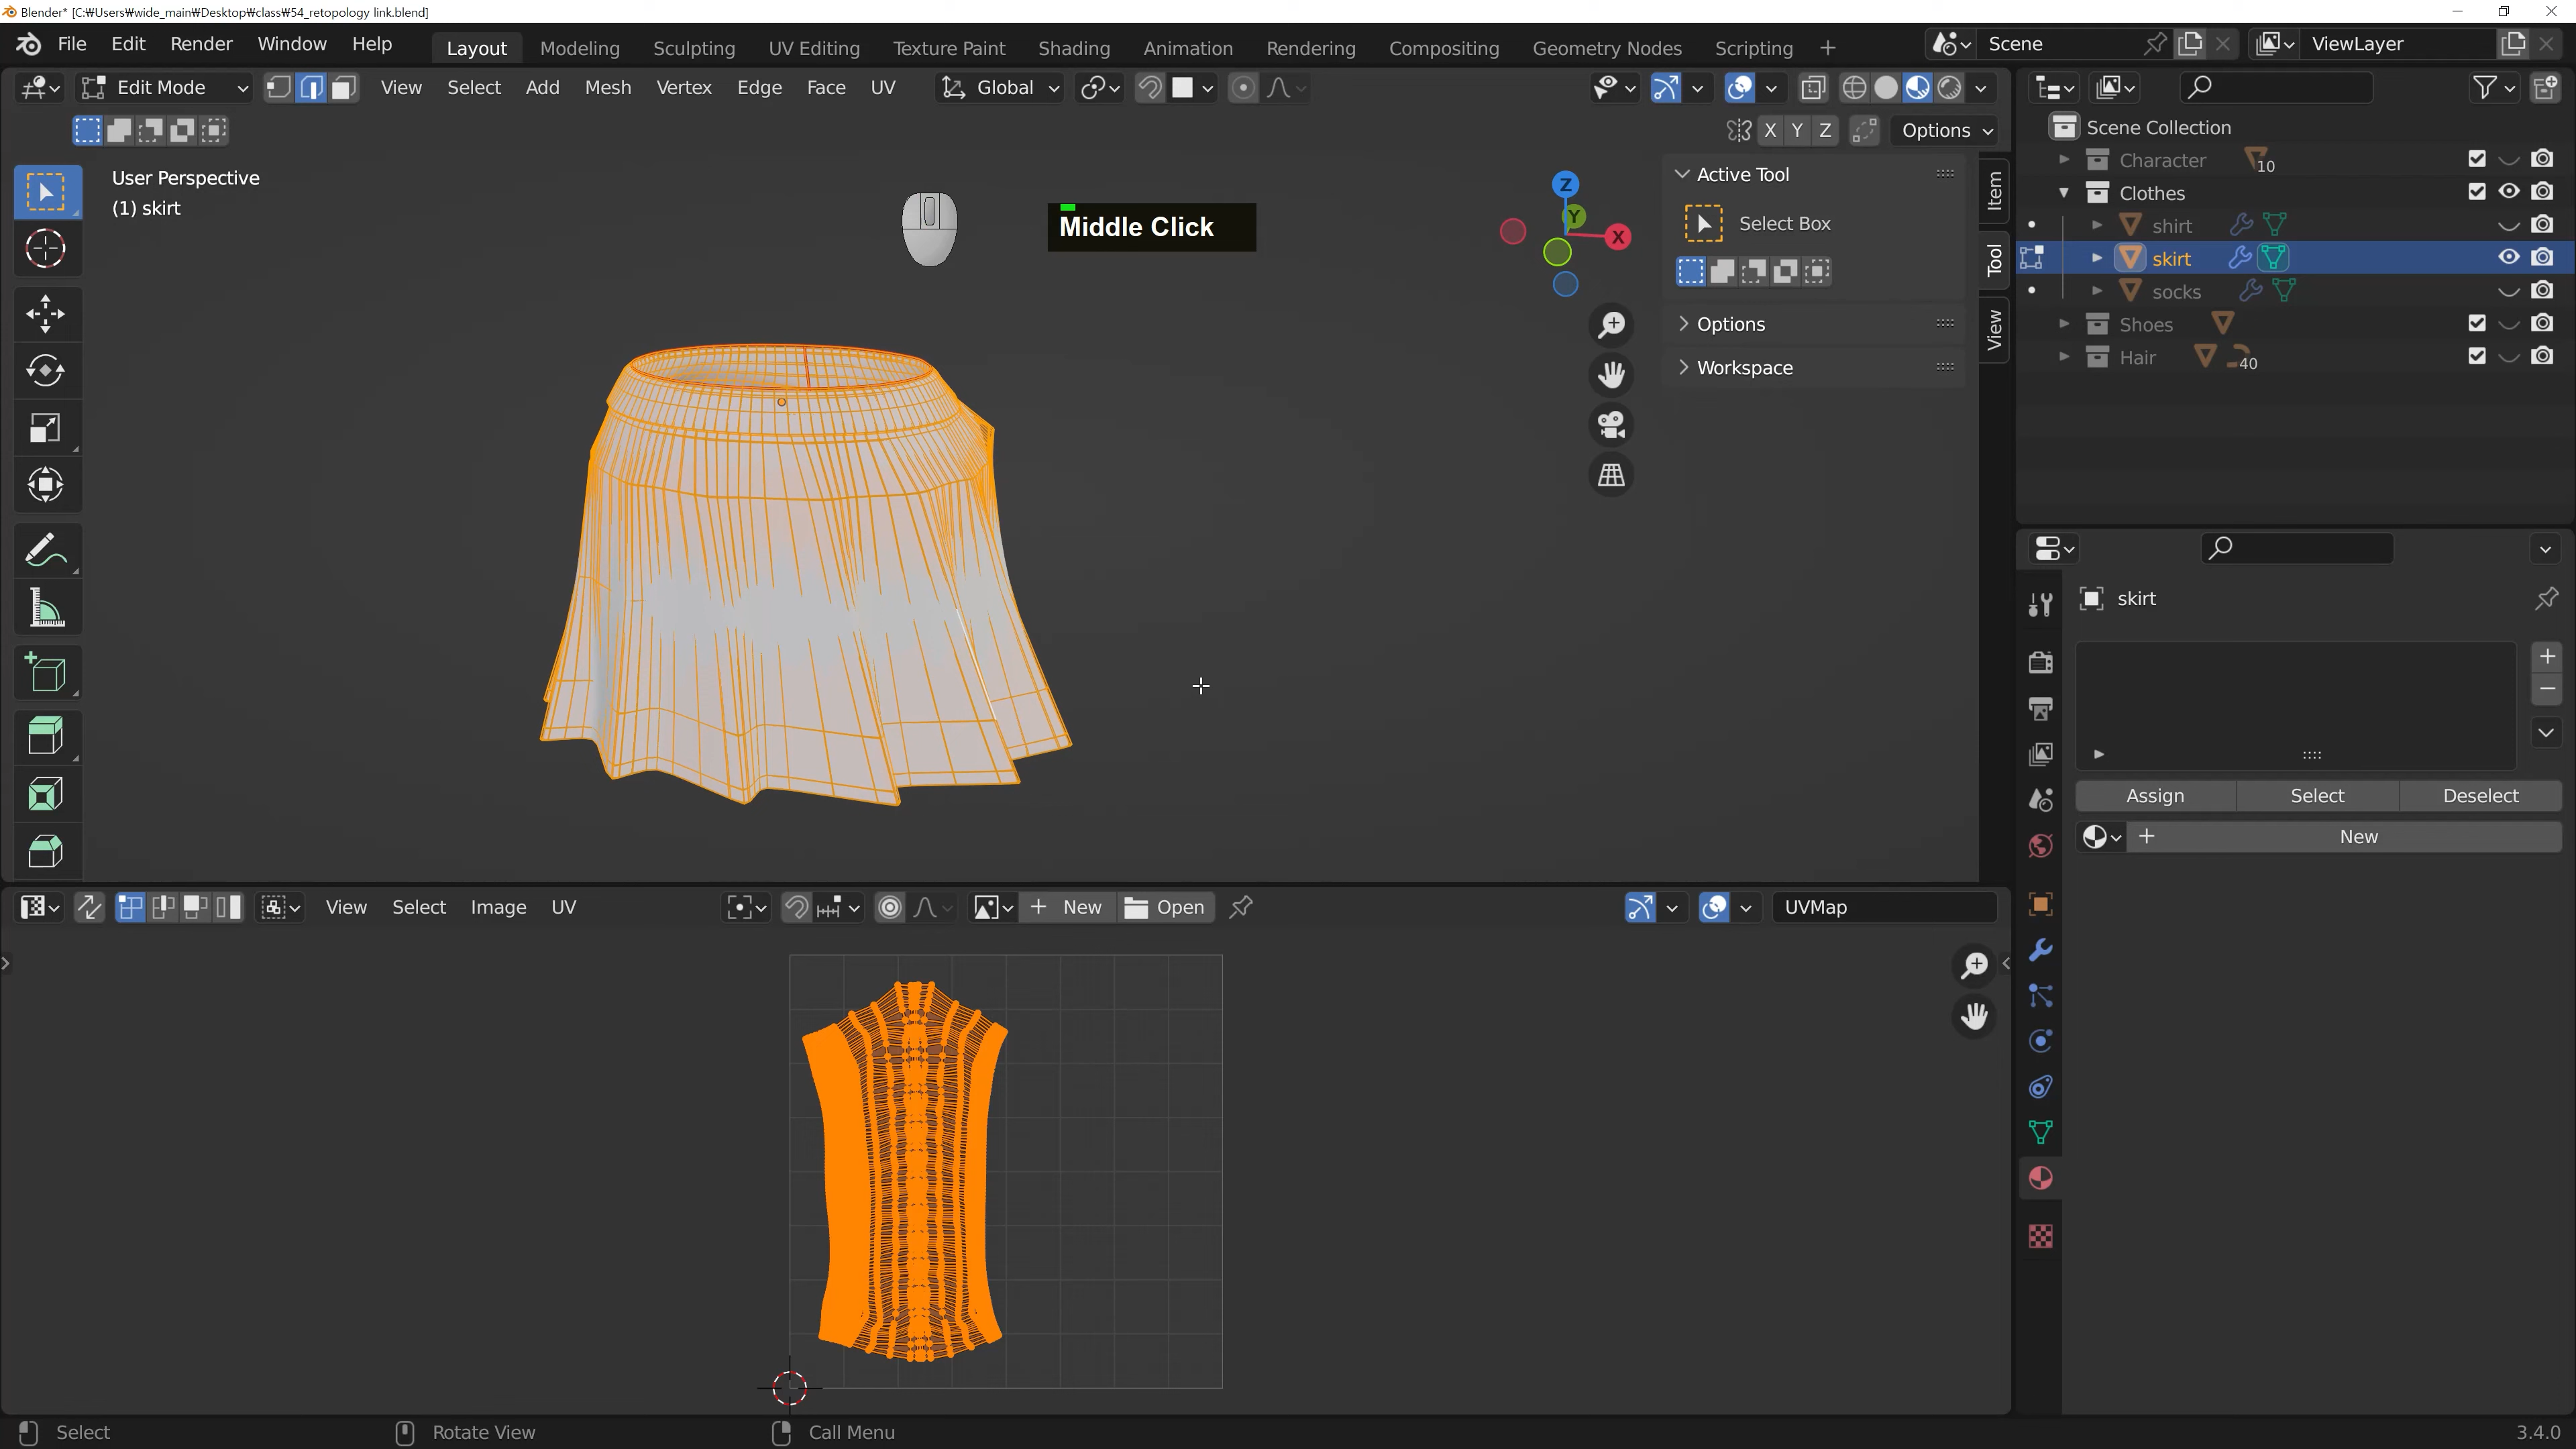 Blender* [C:₩Users₩wide_main₩Desktop₩class₩54_retopology link.blend]
File Edit Render Window Help Layout Modeling Sculpting UV Editing Texture Paint Shading Animation Rendering Compositing Geometry Nodes Scripting + Scene ViewLayer
Edit Mode View Select Add Mesh Vertex Edge Face UV Global
X Y Z Options
User Perspective
(1) skirt
Middle Click
Z
Y
X
Active Tool
Select Box
Options
Workspace
Item
Tool
View
Scene Collection
Character 10
Clothes
shirt
skirt
socks
Shoes
Hair 40
skirt
Assign Select Deselect
New
View Select Image UV New Open UVMap
Select Rotate View Call Menu 3.4.0